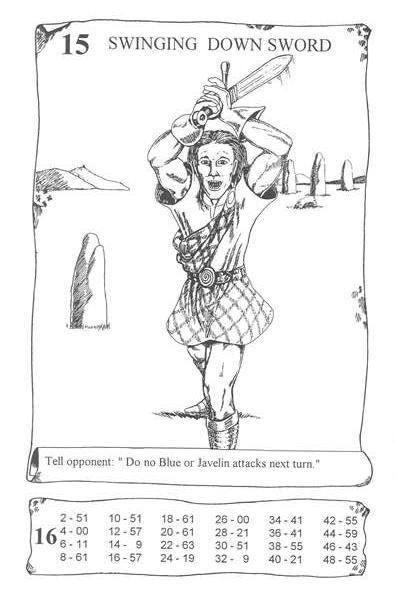 15 SWINGING DOWN SWORD
Tell opponent: " Do no Blue or Javelin attacks next turn."
16
2 - 51 10 - 51 18 - 61 26 - 00 34 - 41 42 - 55
4 - 00 12 - 57 20 - 61 28 - 21 36 - 41 44 - 59
6 - 11 14 - 9 22 - 63 30 - 51 38 - 55 46 - 43
8 - 61 16 - 57 24 - 19 32 - 9 40 - 21 48 - 55